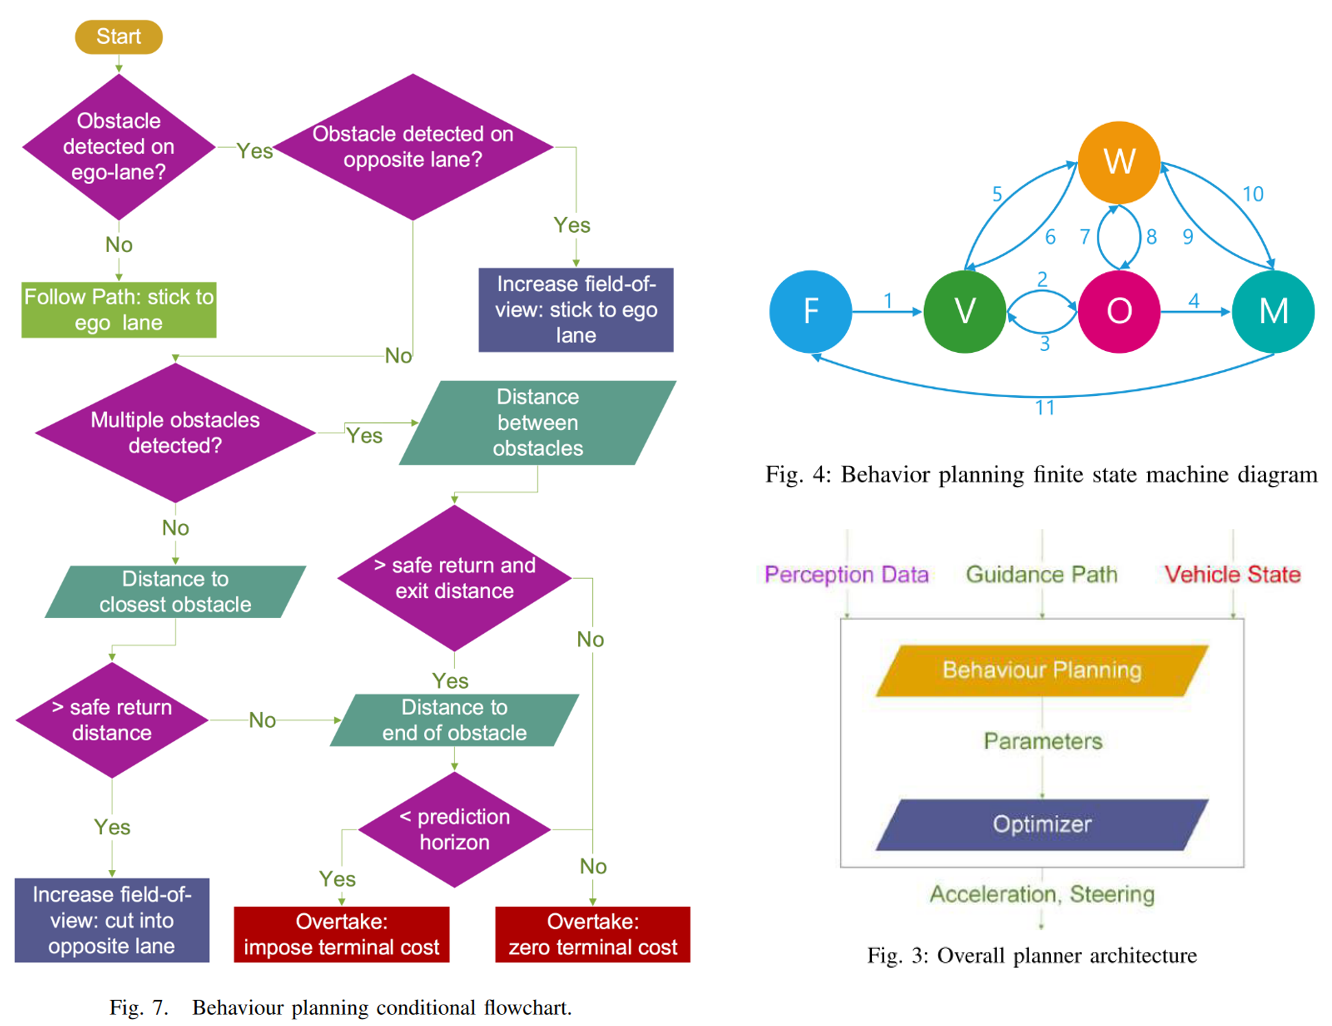 Start
Obstacle
detected on
ego-lane?
Yes
Obstacle detected on
opposite lane?
No
Yes
Follow Path: stick to
ego lane
Increase field-of-
view: stick to ego
lane
No
Multiple obstacles
detected?
Yes
Distance
between
obstacles
No
Distance to
closest obstacle
> safe return and
exit distance
No
Yes
> safe return
distance
No
Distance to
end of obstacle
Yes
< prediction
horizon
Yes
No
Increase field-of-
view: cut into
opposite lane
Overtake:
impose terminal cost
Overtake:
zero terminal cost
Fig. 7. Behaviour planning conditional flowchart.
W
5
6
7
8
9
10
F
1
V
2
3
O
4
M
11
Fig. 4: Behavior planning finite state machine diagram
Perception Data
Guidance Path
Vehicle State
Behaviour Planning
Parameters
Optimizer
Acceleration, Steering
Fig. 3: Overall planner architecture